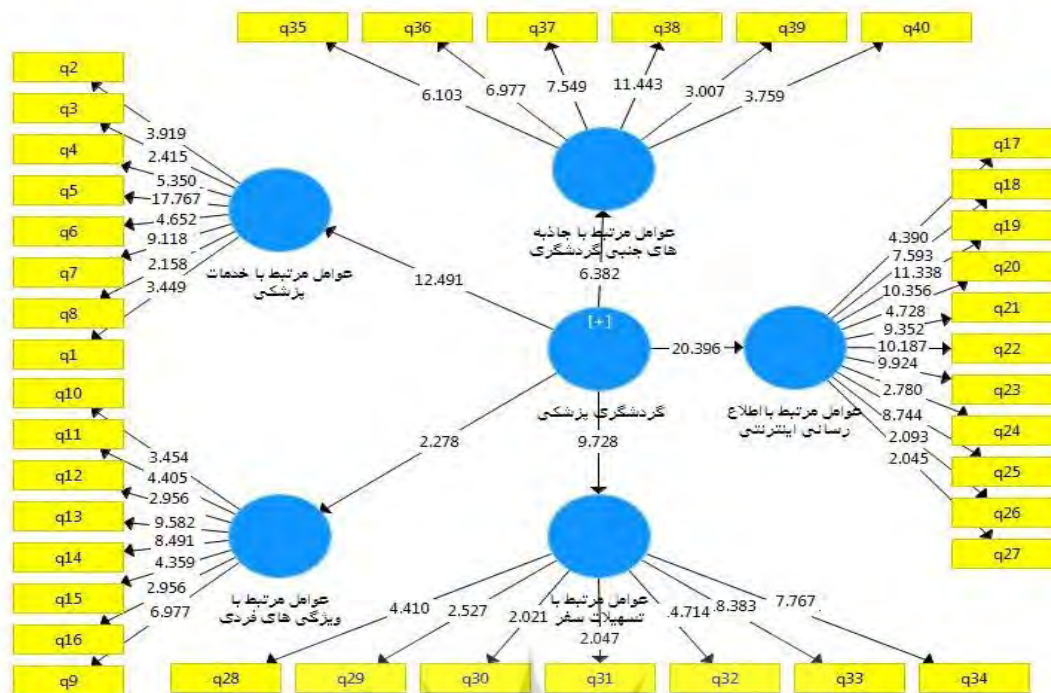 q35
q36
q37
q38
q39
q40
6.103
6.977
7.549
11.443
3.007
3.759
عوامل مرتبط با جاذبه
های جنبی گردشگری
q2
q3
q4
q5
q6
q7
q8
q1
3.919
2.415
5.350
17.767
4.652
9.118
2.158
3.449
عوامل مرتبط با خدمات
پزشکی
q17
q18
q19
q20
q21
q22
q23
q24
q25
q26
q27
4.390
7.593
11.338
10.356
4.728
9.352
10.187
9.924
2.780
8.744
2.093
2.045
عوامل مرتبط با اطلاع
رسانی اینترنتی
12.491
6.382
[+]
20.396
گردشگری پزشکی
2.278
9.728
q10
q11
q12
q13
q14
q15
q16
q9
3.454
4.405
2.956
9.582
8.491
4.359
2.956
6.977
عوامل مرتبط با
ویژگی های فردی
عوامل مرتبط با
تسهیلات سفر
4.410
2.527
2.021
2.047
4.714
8.383
7.767
q28
q29
q30
q31
q32
q33
q34